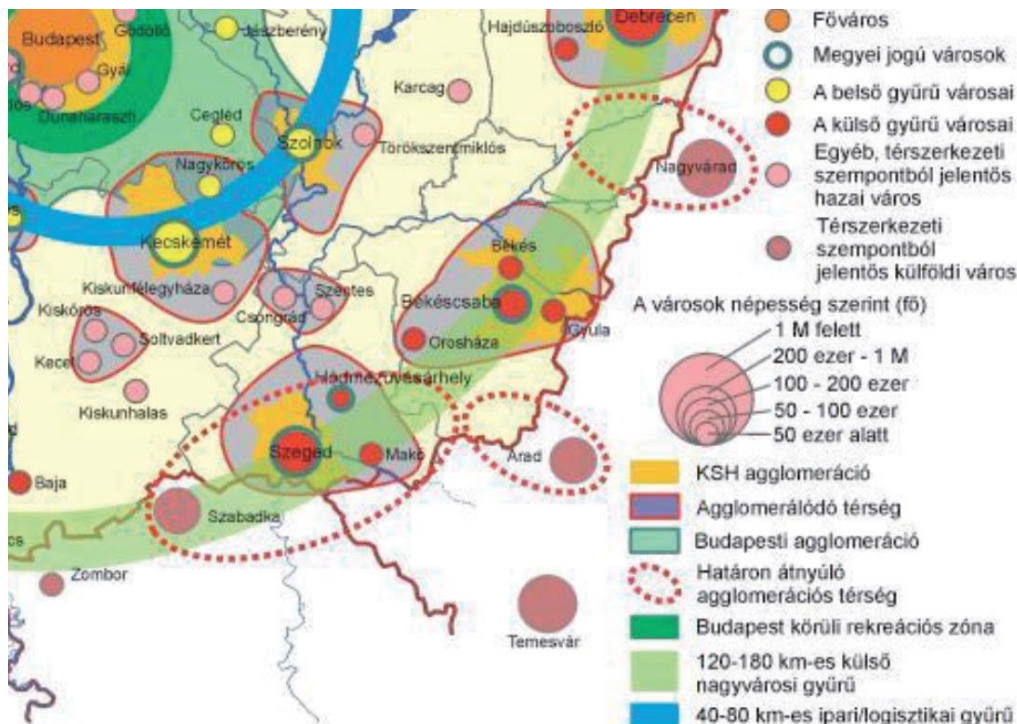 Budapest
Gödöllő
Jászberény
Gyál
Dunaharaszti
Cegléd
Nagykőrös
Szolnok
Törökszentmiklós
Karcag
Hajdúszoboszló
Debrecen
Nagyvárad
Kecskemét
Kiskunfélegyháza
Csongrád
Szentes
Békés
Békéscsaba
Gyula
Orosháza
Kiskőrös
Soltvadkert
Kecel
Kiskunhalas
Hódmezővásárhely
Szeged
Makó
Arad
Baja
Szabadka
Zombor
Temesvár
Főváros
Megyei jogú városok
A belső gyűrű városai
A külső gyűrű városai
Egyéb, térszerkezeti
szempontból jelentős
hazai város
Térszerkezeti
szempontból
jelentős külföldi város
A városok népesség szerint (fő)
1 M felett
200 ezer - 1 M
100 - 200 ezer
50 - 100 ezer
50 ezer alatt
KSH agglomeráció
Agglomerálódó térség
Budapesti agglomeráció
Határon átnyúló
agglomerációs térség
Budapest körüli rekreációs zóna
120-180 km-es külső
nagyvárosi gyűrű
40-80 km-es ipari/logisztikai gyűrű